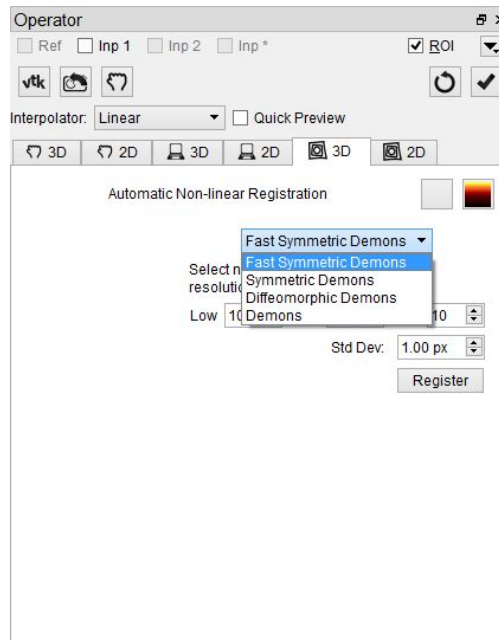 Operator
Ref Inp 1 Inp 2 Inp * ROI
vtk
Interpolator: Linear Quick Preview
3D 2D 3D 2D 3D 2D
Automatic Non-linear Registration
Fast Symmetric Demons
Fast Symmetric Demons
Symmetric Demons
Diffeomorphic Demons
Demons
Select
Low 10
Std Dev: 1.00 px
Register